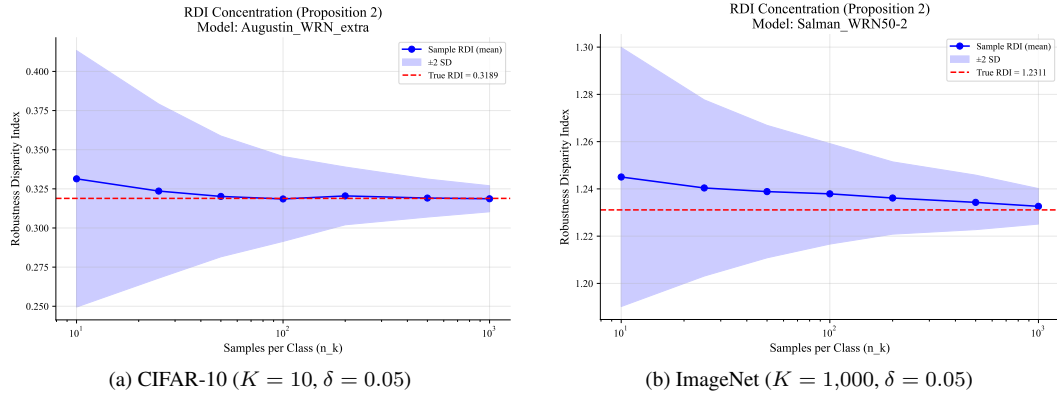 RDI Concentration (Proposition 2)
Model: Augustin_WRN_extra
Robustness Disparity Index
0.400
0.375
0.350
0.325
0.300
0.275
0.250
Sample RDI (mean)
±2 SD
True RDI = 0.3189
10¹
10²
10³
Samples per Class (n_k)
(a) CIFAR-10 (K = 10, δ = 0.05)
RDI Concentration (Proposition 2)
Model: Salman_WRN50-2
Robustness Disparity Index
1.30
1.28
1.26
1.24
1.22
1.20
Sample RDI (mean)
±2 SD
True RDI = 1.2311
10¹
10²
10³
Samples per Class (n_k)
(b) ImageNet (K = 1,000, δ = 0.05)